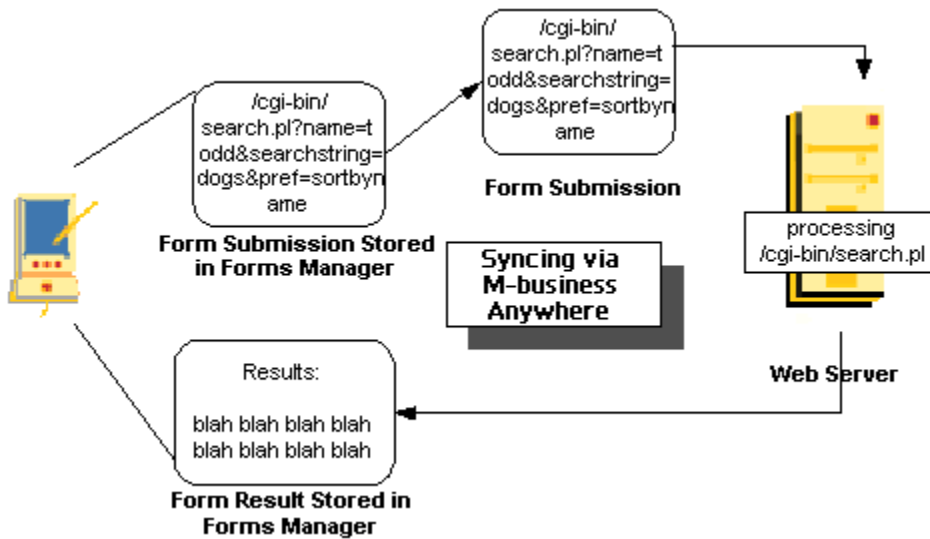 /cgi-bin/
search.pl?name=t
odd&searchstring=
dogs&pref=sortbyn
ame
Form Submission Stored
in Forms Manager
/cgi-bin/
search.pl?name=t
odd&searchstring=
dogs&pref=sortbyn
ame
Form Submission
processing
/cgi-bin/search.pl
Web Server
Syncing via
M-business
Anywhere
Results:
blah blah blah blah
blah blah blah blah
Form Result Stored in
Forms Manager